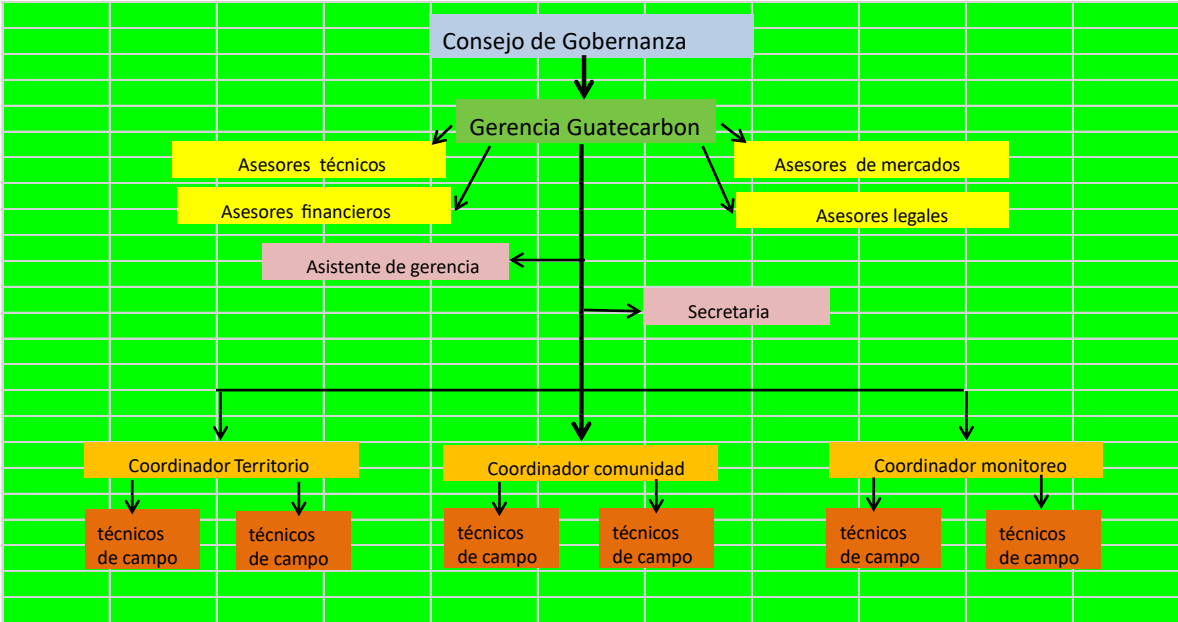 Consejo de Gobernanza
Gerencia Guatecarbon
Asesores técnicos
Asesores de mercados
Asesores financieros
Asesores legales
Asistente de gerencia
Secretaria
Coordinador Territorio
Coordinador comunidad
Coordinador monitoreo
técnicos
de campo
técnicos
de campo
técnicos
de campo
técnicos
de campo
técnicos
de campo
técnicos
de campo